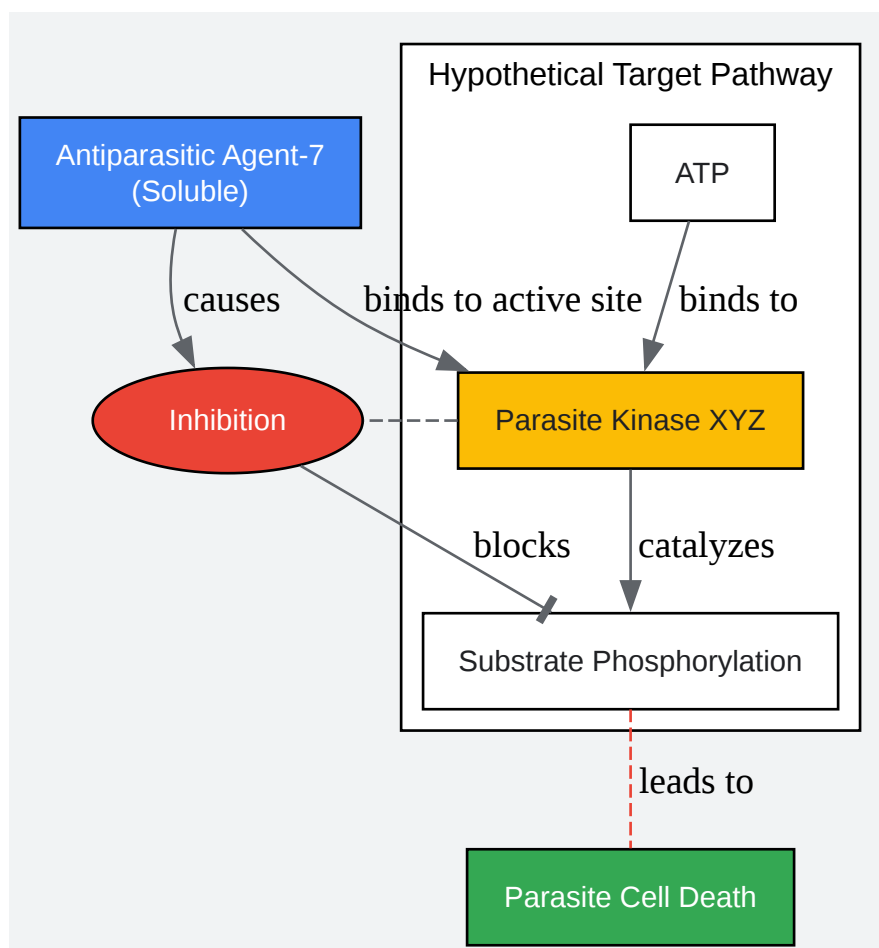 Hypothetical Target Pathway
Antiparasitic Agent-7
(Soluble)
ATP
causes
binds to active site
binds to
Inhibition
Parasite Kinase XYZ
blocks
catalyzes
Substrate Phosphorylation
leads to
Parasite Cell Death